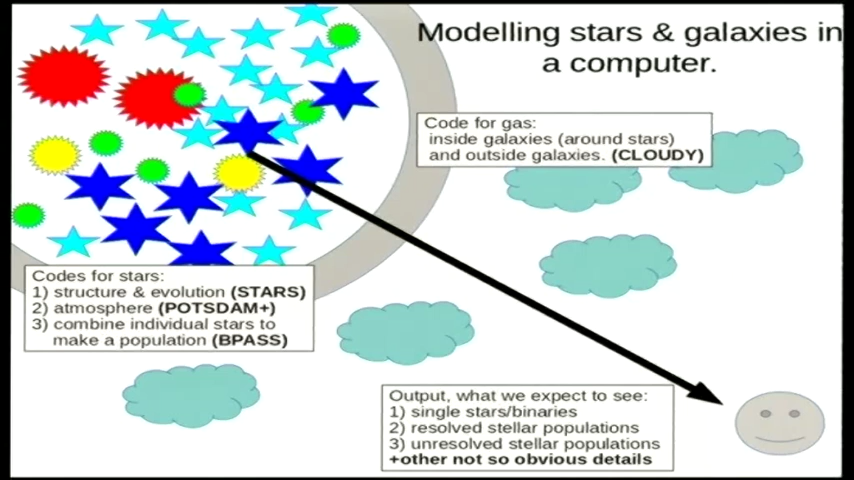 Modelling stars & galaxies in
a computer.
Code for gas:
inside galaxies (around stars)
and outside galaxies. (CLOUDY)
Codes for stars:
1) structure & evolution (STARS)
2) atmosphere (POTSDAM+)
3) combine individual stars to
make a population (BPASS)
Output, what we expect to see:
1) single stars/binaries
2) resolved stellar populations
3) unresolved stellar populations
+other not so obvious details